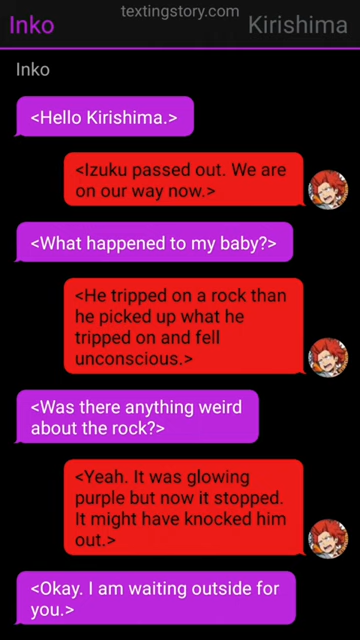 textingstory.com
Inko
Kirishima
Inko
<Hello Kirishima.>
<Izuku passed out. We are
on our way now.>
<What happened to my baby?>
<He tripped on a rock than
he picked up what he
tripped on and fell
unconscious.>
<Was there anything weird
about the rock?>
<Yeah. It was glowing
purple but now it stopped.
It might have knocked him
out.>
<Okay. I am waiting outside for
you.>